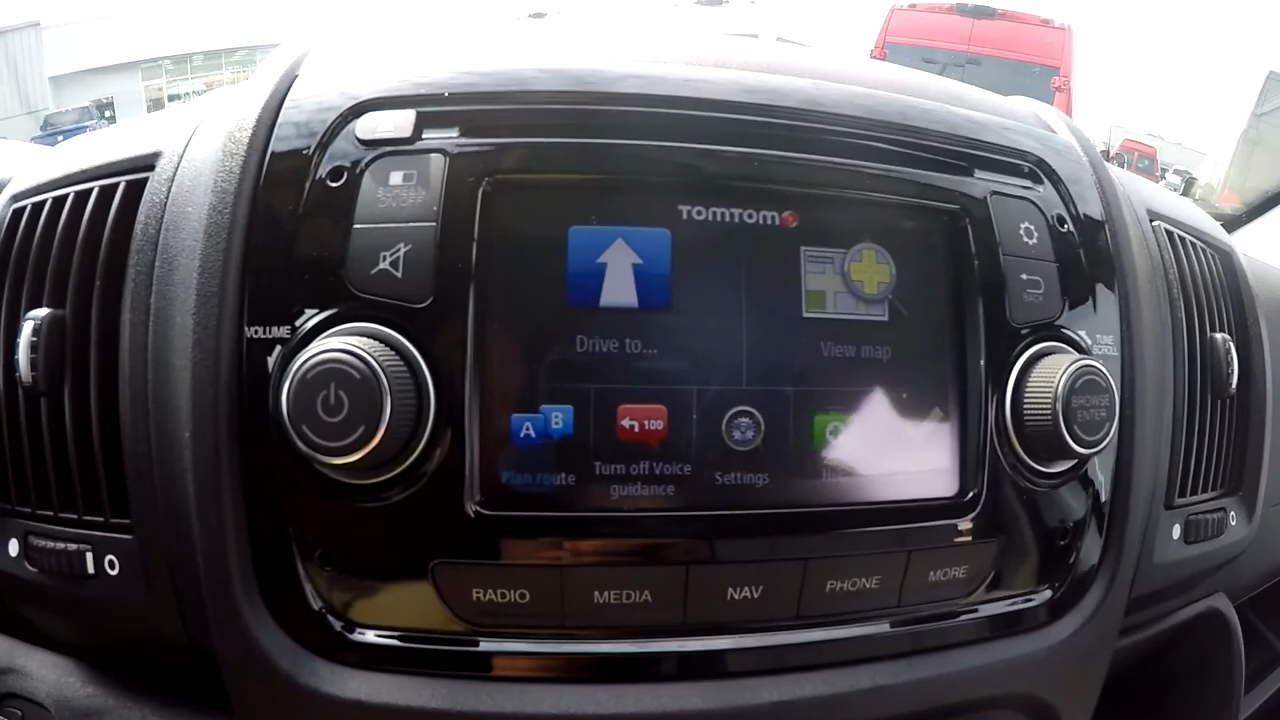 TOMTOM
SCREEN
ON/OFF
BACK
VOLUME
TUNE
SCROLL
Drive to...
View map
BROWSE
ENTER
A B
100
Plan route
Turn off Voice
guidance
Settings
RADIO
MEDIA
NAV
PHONE
MORE